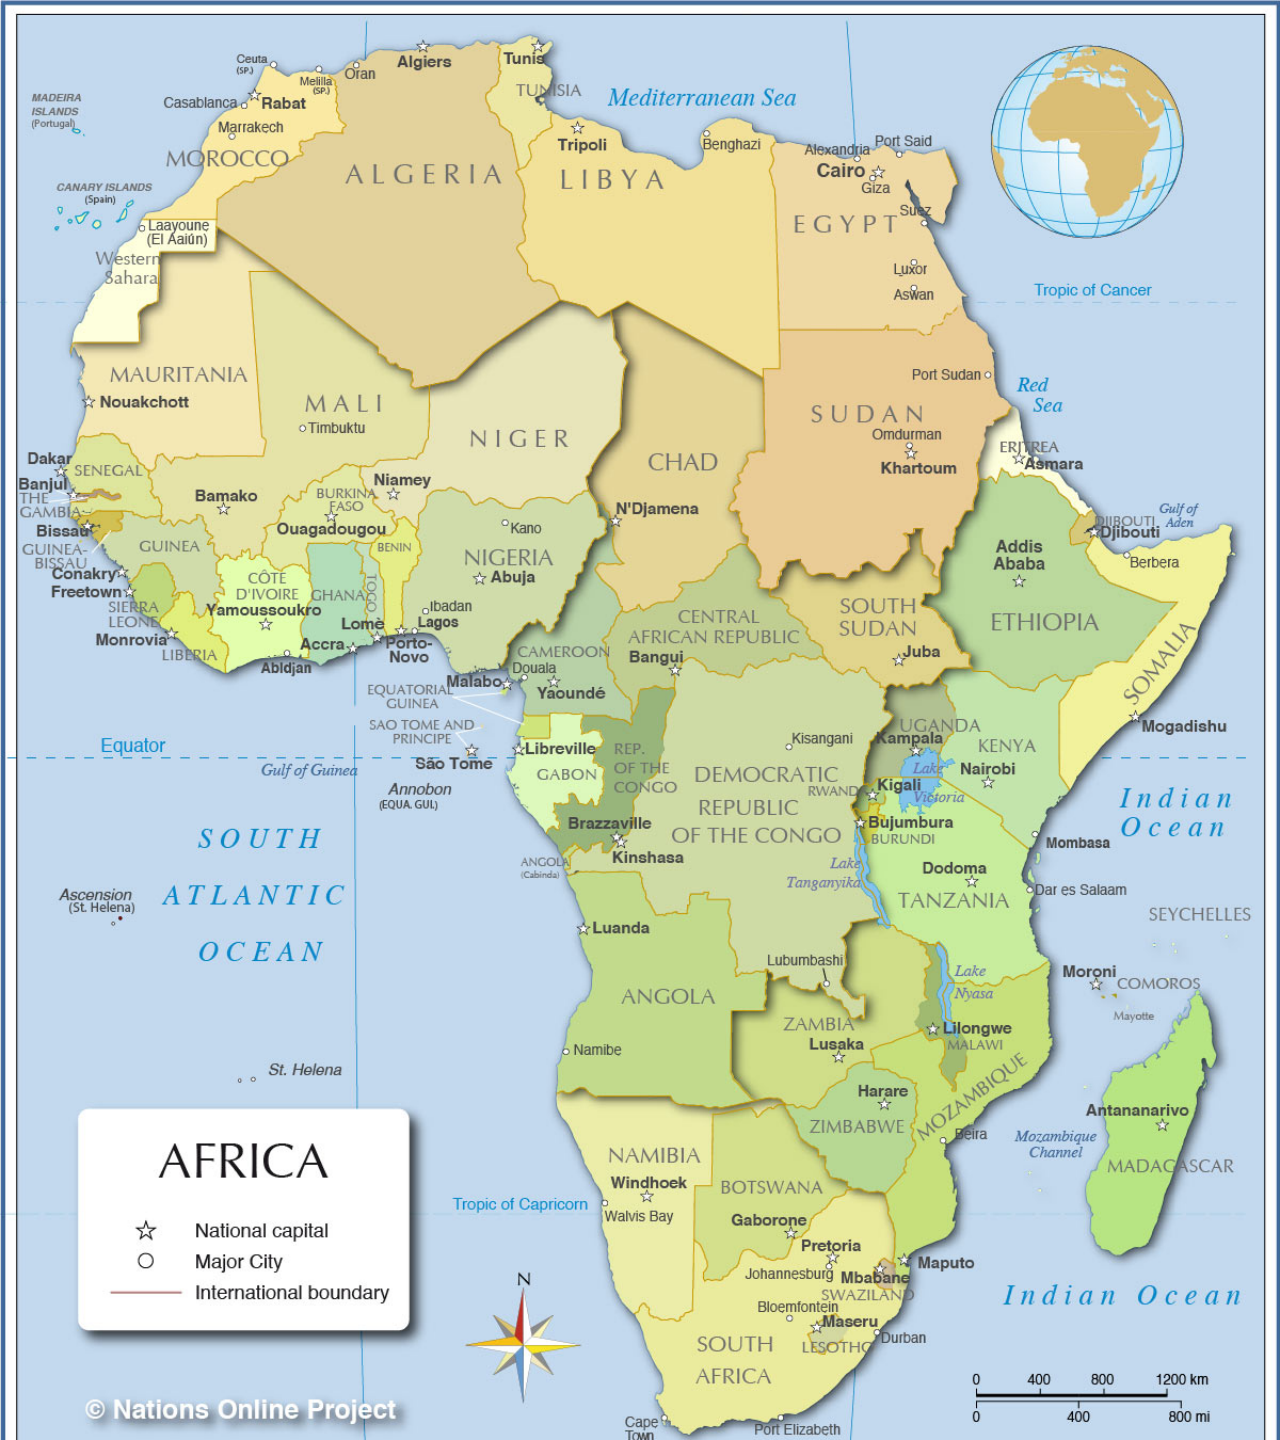 Ceuta
(SP.)
Melilla
(SP.)
Oran
Algiers
Tunis
TUNISIA
Mediterranean Sea
MADEIRA
ISLANDS
(Portugal)
Casablanca
Rabat
Marrakech
MOROCCO
ALGERIA
Tripoli
LIBYA
Benghazi
Alexandria
Port Said
Cairo
Giza
Suez
EGYPT
Luxor
Aswan
CANARY ISLANDS
(Spain)
Laayoune
(El Aaiún)
Western
Sahara
Tropic of Cancer
MAURITANIA
Nouakchott
MALI
Timbuktu
NIGER
CHAD
SUDAN
Port Sudan
Red
Sea
Omdurman
Khartoum
ERITREA
Asmara
Dakar
SENEGAL
Banjul
THE
GAMBIA
Bissau
GUINEA-
BISSAU
Bamako
BURKINA
FASO
Ouagadougou
Niamey
N'Djamena
Kano
NIGERIA
Abuja
BENIN
Gulf of
Aden
DJIBOUTI
Djibouti
Berbera
Addis
Ababa
ETHIOPIA
SOMALIA
GUINEA
Conakry
Freetown
SIERRA
LEONE
Monrovia
LIBERIA
CÔTE
D'IVOIRE
Yamoussoukro
Abidjan
GHANA
TOGO
Accra
Lomè
Ibadan
Lagos
Porto-
Novo
CENTRAL
AFRICAN REPUBLIC
Bangui
SOUTH
SUDAN
Juba
CAMEROON
Douala
Malabo
Yaoundé
EQUATORIAL
GUINEA
SAO TOME AND
PRINCIPE
São Tome
Libreville
GABON
REP.
OF THE
CONGO
Kisangani
DEMOCRATIC
REPUBLIC
OF THE CONGO
UGANDA
Kampala
KENYA
Nairobi
Mogadishu
Equator
Gulf of Guinea
Annobon
(EQUA. GUI.)
Lake
Victoria
RWANDA
Kigali
Bujumbura
BURUNDI
Brazzaville
Kinshasa
ANGOLA
(Cabinda)
Lake
Tanganyika
Dodoma
TANZANIA
Mombasa
Dar es Salaam
Indian
Ocean
SEYCHELLES
SOUTH
ATLANTIC
OCEAN
Ascension
(St. Helena)
Luanda
Lubumbashi
ANGOLA
ZAMBIA
Lusaka
Lake
Nyasa
Lilongwe
MALAWI
Moroni
COMOROS
Mayotte
Namibe
St. Helena
Harare
ZIMBABWE
MOZAMBIQUE
Beira
Mozambique
Channel
Antananarivo
MADAGASCAR
NAMIBIA
Windhoek
Walvis Bay
BOTSWANA
Gaborone
Tropic of Capricorn
Pretoria
Johannesburg
Mbabane
SWAZILAND
Maputo
Bloemfontein
Maseru
LESOTHO
Durban
SOUTH
AFRICA
Cape
Town
Port Elizabeth
Indian Ocean
AFRICA
National capital
Major City
International boundary
N
0 400 800 1200 km
0 400 800 mi
© Nations Online Project